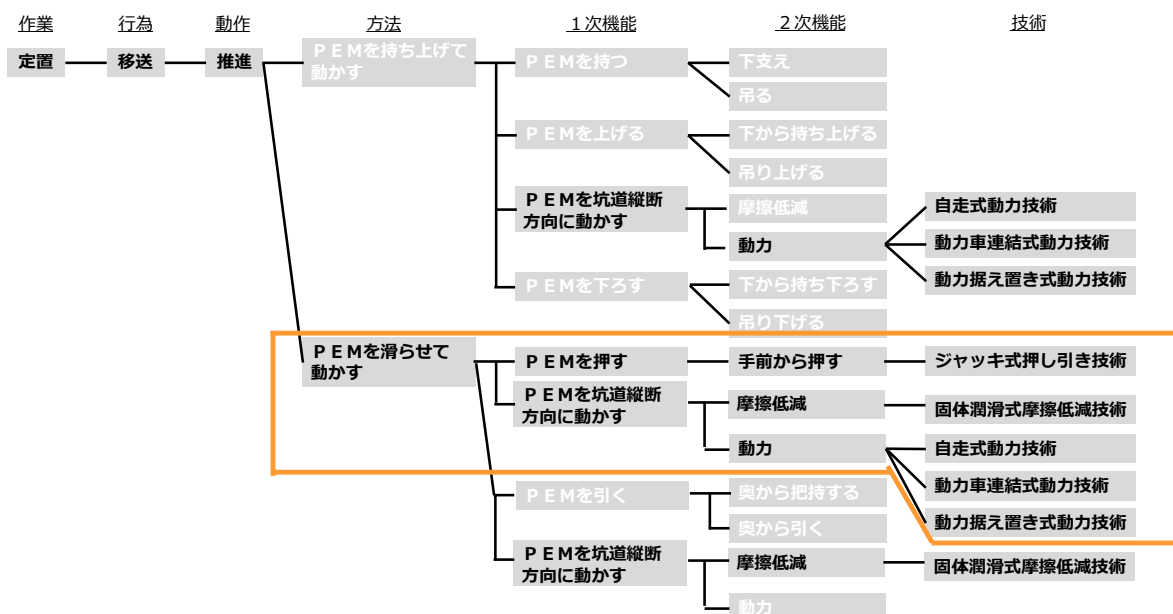 作業 行為 動作 方法 １次機能 ２次機能 技術
定置 移送 推進
ＰＥＭを持ち上げて
動かす
ＰＥＭを持つ
下支え
吊る
ＰＥＭを上げる
下から持ち上げる
吊り上げる
ＰＥＭを坑道縦断
方向に動かす
摩擦低減
動力
自走式動力技術
動力車連結式動力技術
動力据え置き式動力技術
ＰＥＭを下ろす
下から持ち下ろす
吊り下げる
ＰＥＭを滑らせて
動かす
ＰＥＭを押す
手前から押す
ジャッキ式押し引き技術
ＰＥＭを坑道縦断
方向に動かす
摩擦低減
固体潤滑式摩擦低減技術
動力
自走式動力技術
動力車連結式動力技術
動力据え置き式動力技術
ＰＥＭを引く
奥から把持する
奥から引く
ＰＥＭを坑道縦断
方向に動かす
摩擦低減
固体潤滑式摩擦低減技術
動力